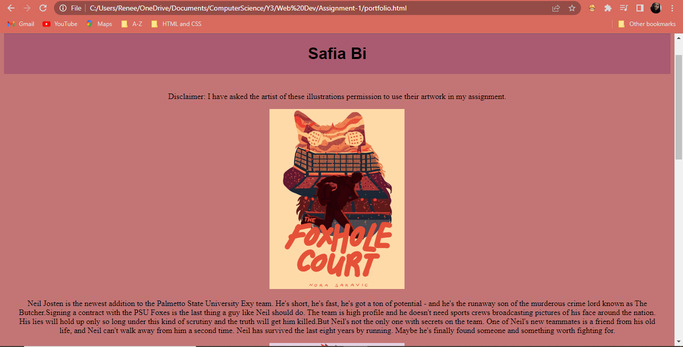 File C:/Users/Renee/OneDrive/Documents/ComputerScience/Y3/Web%20Dev/Assignment-1/portfolio.html
Gmail YouTube Maps A-Z HTML and CSS Other bookmarks
Safia Bi
Disclaimer: I have asked the artist of these illustrations permission to use their artwork in my assignment.
THE
FOXHOLE
COURT
NORA SAKAVIC
Neil Josten is the newest addition to the Palmetto State University Exy team. He's short, he's fast, he's got a ton of potential - and he's the runaway son of the murderous crime lord known as The
Butcher.Signing a contract with the PSU Foxes is the last thing a guy like Neil should do. The team is high profile and he doesn't need sports crews broadcasting pictures of his face around the nation.
His lies will hold up only so long under this kind of scrutiny and the truth will get him killed.But Neil's not the only one with secrets on the team. One of Neil's new teammates is a friend from his old
life, and Neil can't walk away from him a second time. Neil has survived the last eight years by running. Maybe he's finally found someone and something worth fighting for.